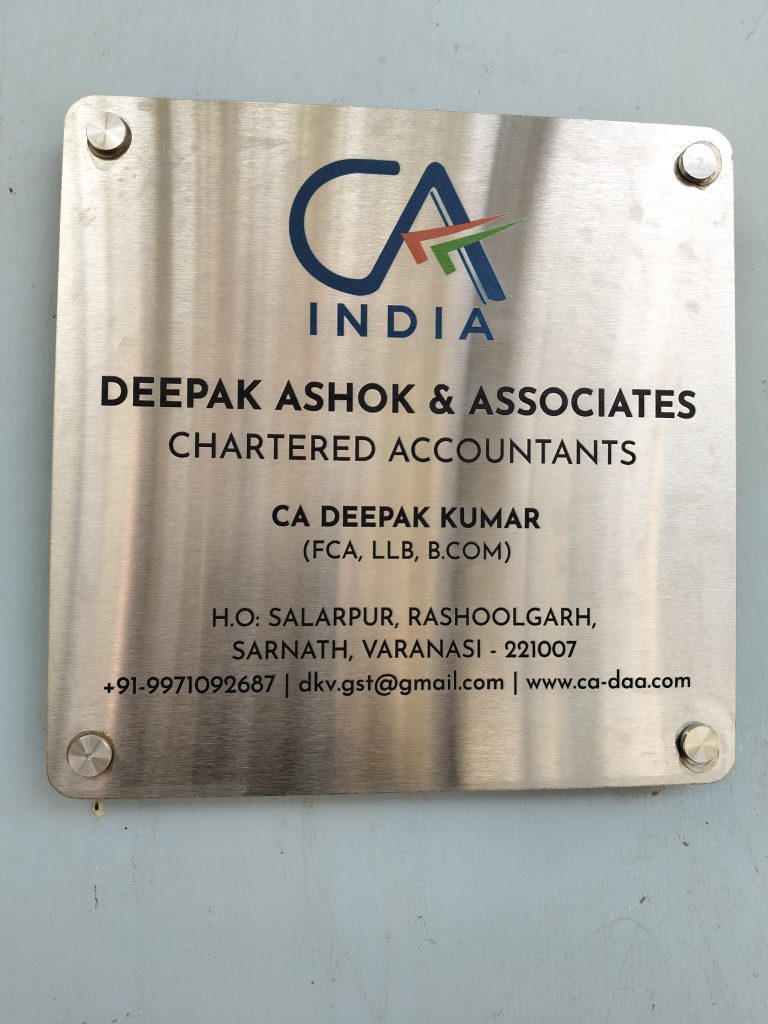 CA
INDIA
DEEPAK ASHOK & ASSOCIATES
CHARTERED ACCOUNTANTS
CA DEEPAK KUMAR
(FCA, LLB, B.COM)
H.O: SALARPUR, RASHOOLGARH,
SARNATH, VARANASI - 221007
+91-9971092687 | dkv.gst@gmail.com | www.ca-daa.com